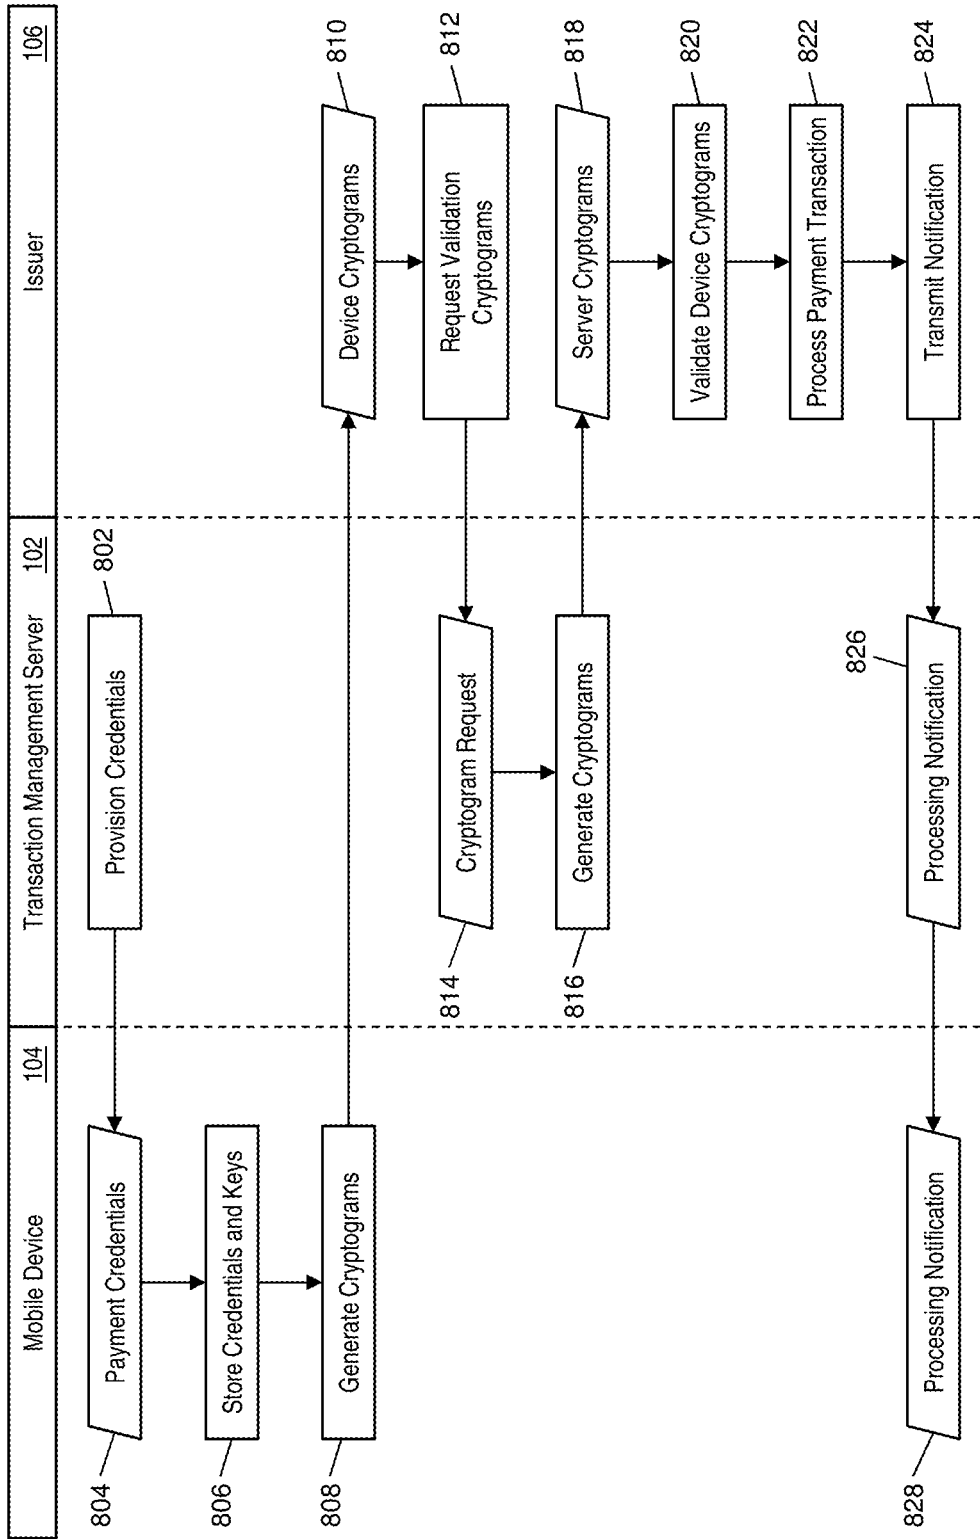 Mobile Device 104
Transaction Management Server 102
Issuer 106
802
Provision Credentials
Payment Credentials
804
Store Credentials and Keys
806
Generate Cryptograms
808
Device Cryptograms
810
Request Validation
Cryptograms
812
Cryptogram Request
814
Generate Cryptograms
816
Server Cryptograms
818
Validate Device Cryptograms
820
Process Payment Transaction
822
Transmit Notification
824
Processing Notification
826
Processing Notification
828